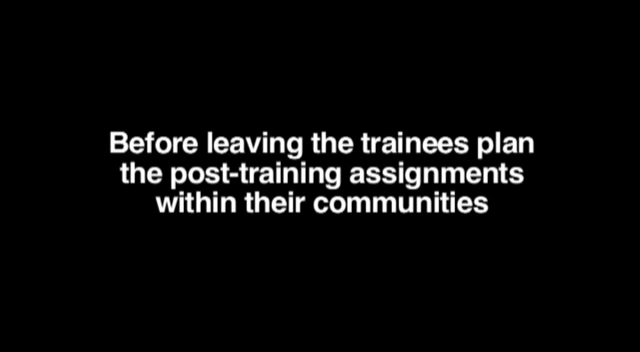 Before leaving the trainees plan
the post-training assignments
within their communities